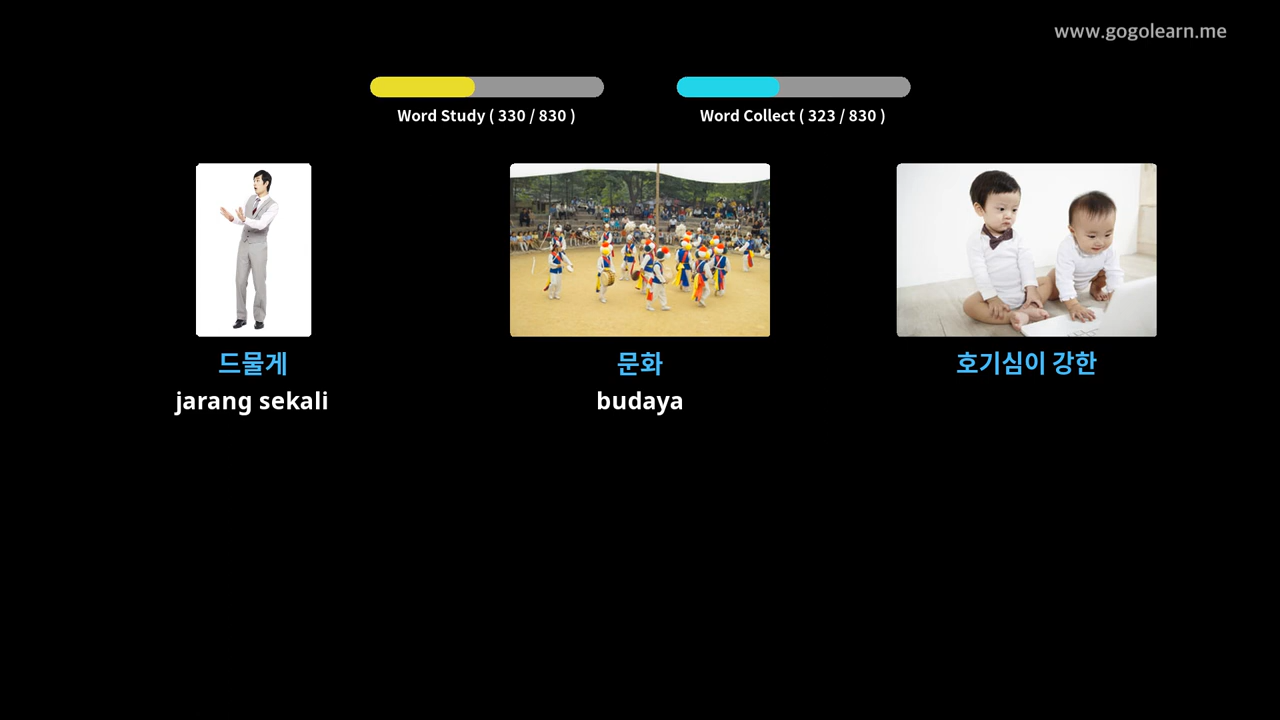 www.gogolearn.me
Word Study ( 330 / 830 )
Word Collect ( 323 / 830 )
드물게
문화
호기심이 강한
jarang sekali
budaya